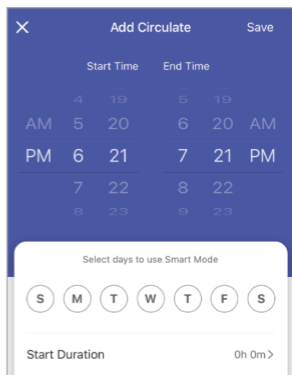 Add Circulate Save
Start Time End Time
4 19 5 19
AM 5 20 6 20 AM
PM 6 21 7 21 PM
7 22 8 22
8 23 9 23
Select days to use Smart Mode
S M T W T F S
Start Duration 0h 0m >